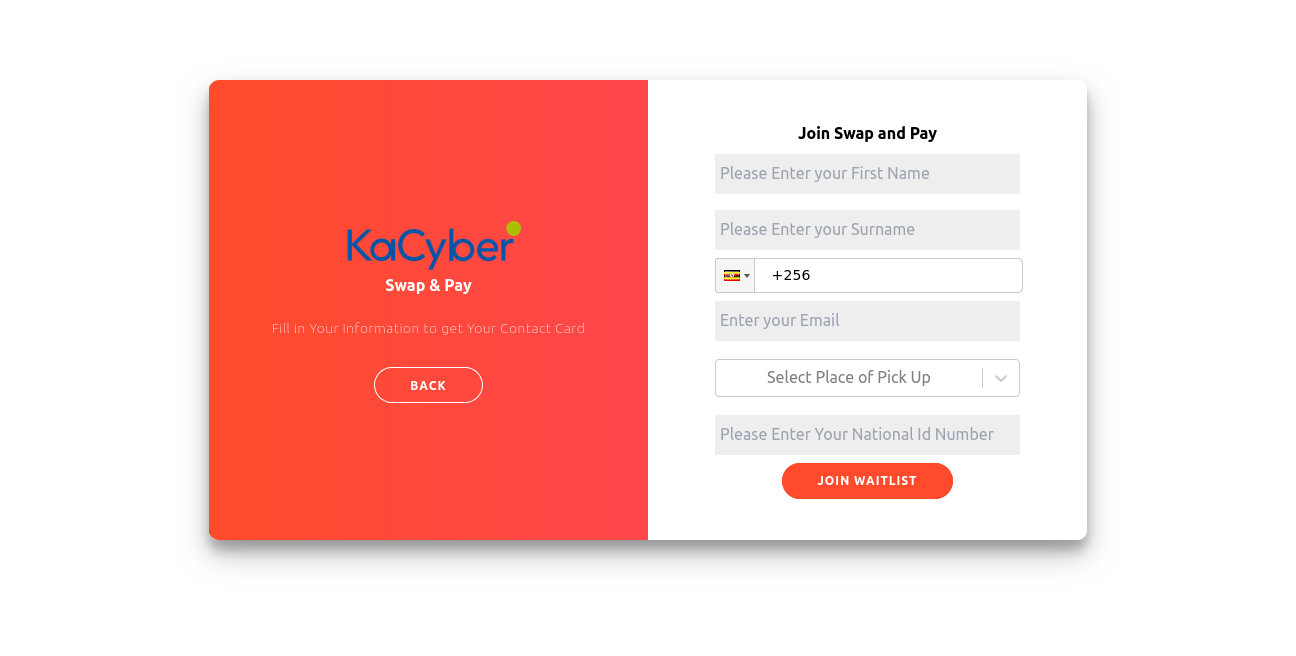 KaCyber
Swap & Pay
Fill in Your Information to get Your Contact Card
BACK
Join Swap and Pay
Please Enter your First Name
Please Enter your Surname
+256
Enter your Email
Select Place of Pick Up
Please Enter Your National Id Number
JOIN WAITLIST